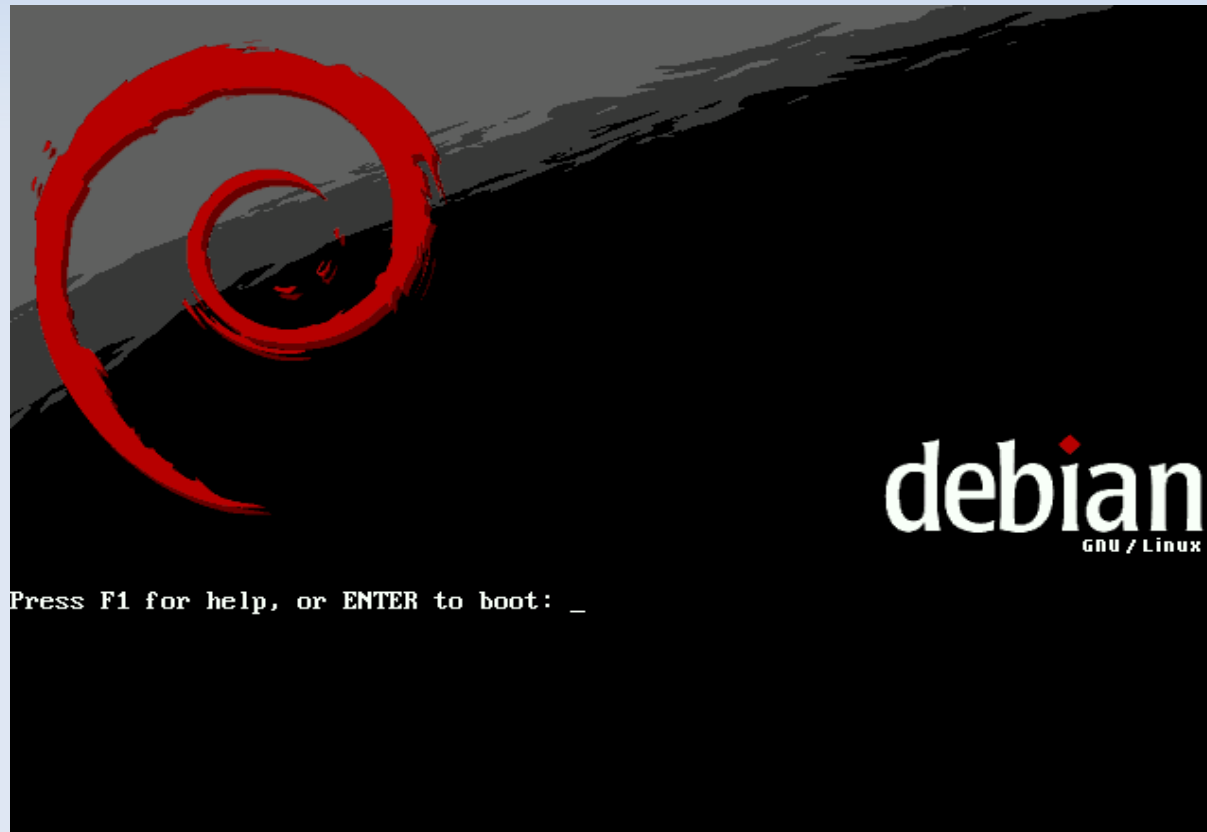 debian
GNU / Linux
Press F1 for help, or ENTER to boot: _